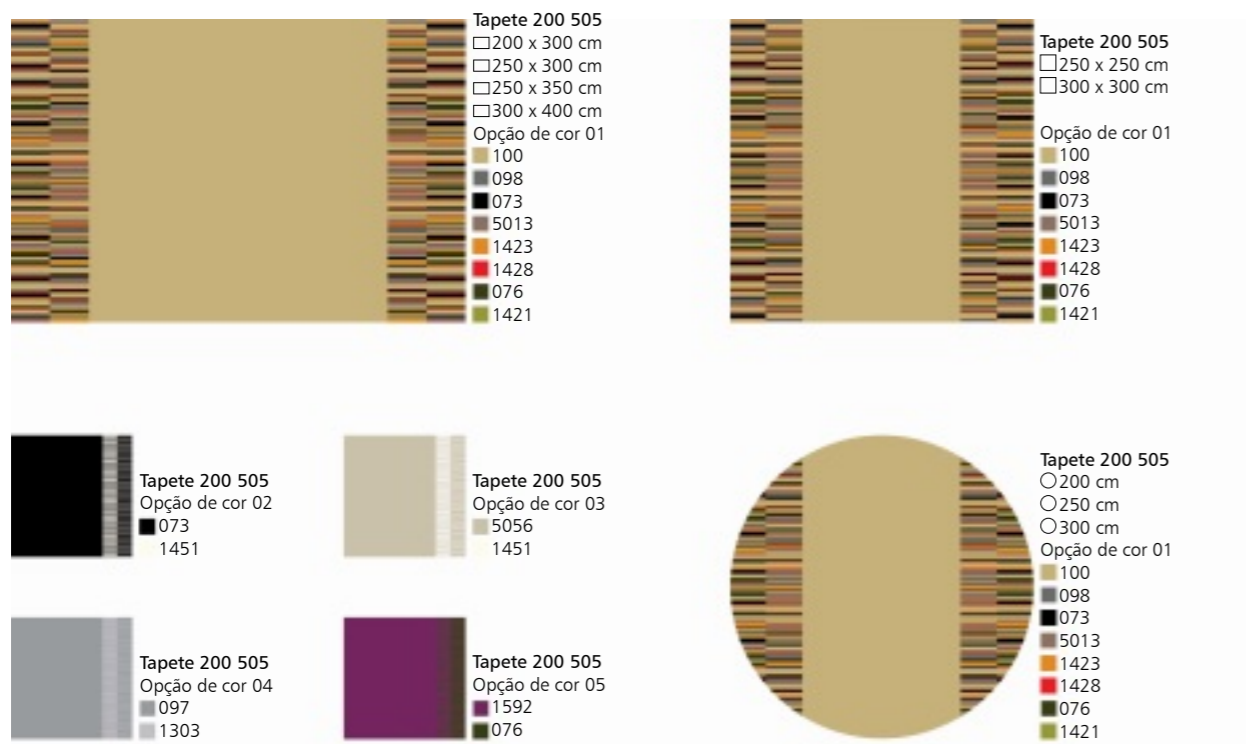 Tapete 200 505
200 x 300 cm
250 x 300 cm
250 x 350 cm
300 x 400 cm
Opção de cor 01
100
098
073
5013
1423
1428
076
1421
Tapete 200 505
250 x 250 cm
300 x 300 cm
Opção de cor 01
100
098
073
5013
1423
1428
076
1421
Tapete 200 505
Opção de cor 02
073
1451
Tapete 200 505
Opção de cor 03
5056
1451
Tapete 200 505
200 cm
250 cm
300 cm
Opção de cor 01
100
098
073
5013
1423
1428
076
1421
Tapete 200 505
Opção de cor 04
097
1303
Tapete 200 505
Opção de cor 05
1592
076